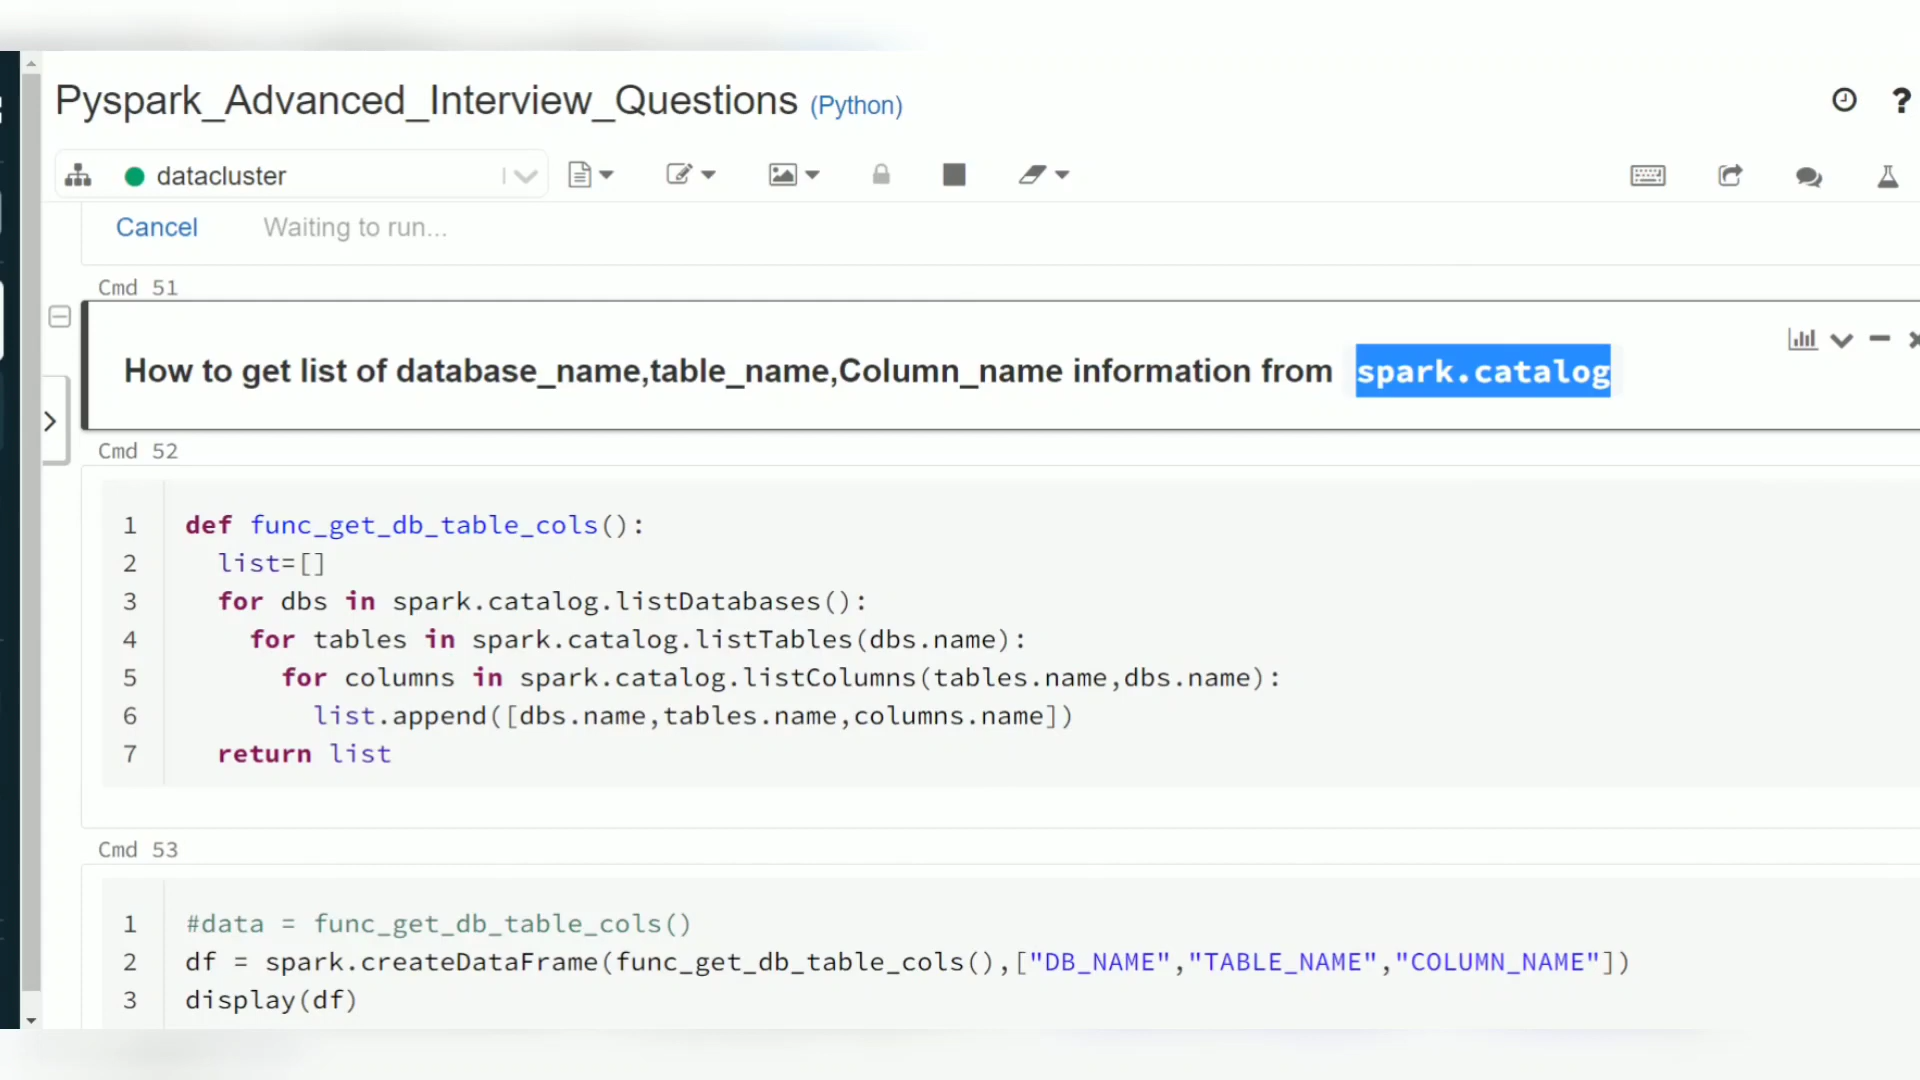 Pyspark_Advanced_Interview_Questions (Python)
?
datacluster
Cancel Waiting to run...
Cmd 51
How to get list of database_name,table_name,Column_name information from spark.catalog
Cmd 52
1 def func_get_db_table_cols():
2 list=[]
3 for dbs in spark.catalog.listDatabases():
4 for tables in spark.catalog.listTables(dbs.name):
5 for columns in spark.catalog.listColumns(tables.name,dbs.name):
6 list.append([dbs.name,tables.name,columns.name])
7 return list
Cmd 53
1 #data = func_get_db_table_cols()
2 df = spark.createDataFrame(func_get_db_table_cols(),["DB_NAME","TABLE_NAME","COLUMN_NAME"])
3 display(df)